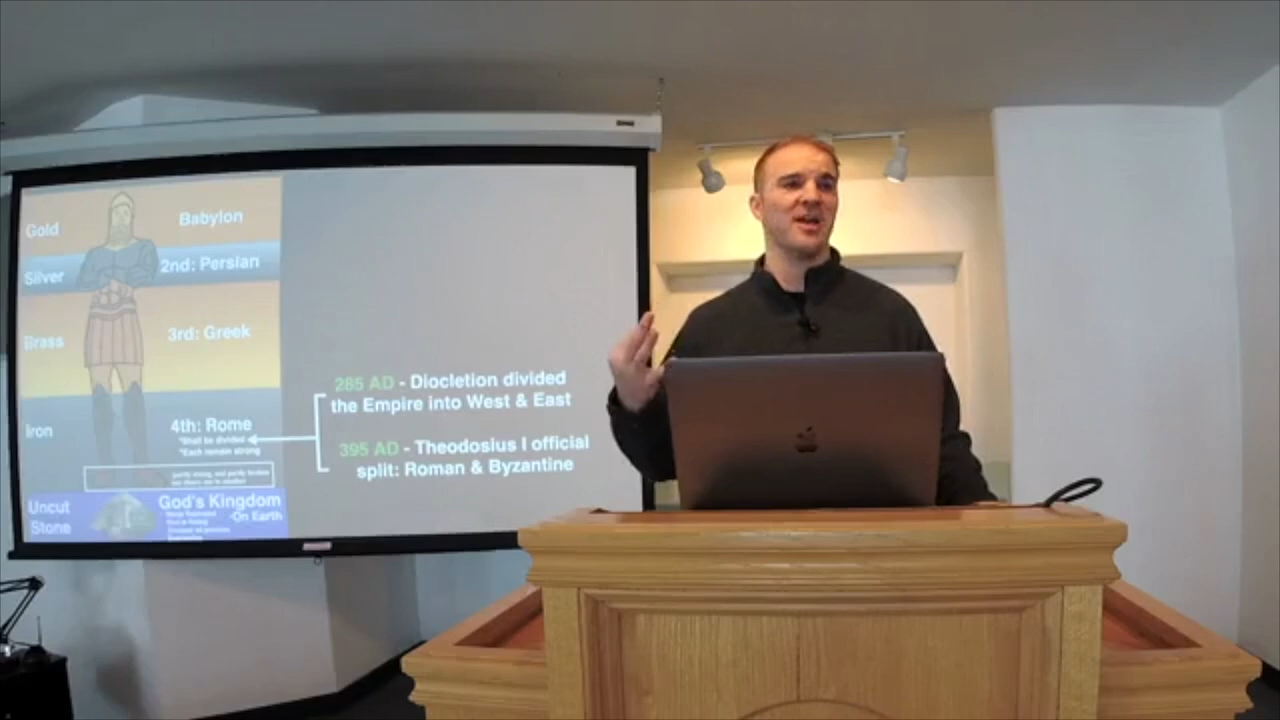 Gold
Babylon
Silver
2nd: Persian
Brass
3rd: Greek
Iron
4th: Rome
*Shall be divided
*Each remain strong
285 AD - Diocletion divided
the Empire into West & East
395 AD - Theodosius I official
split: Roman & Byzantine
Uncut
Stone
God's Kingdom
-On Earth